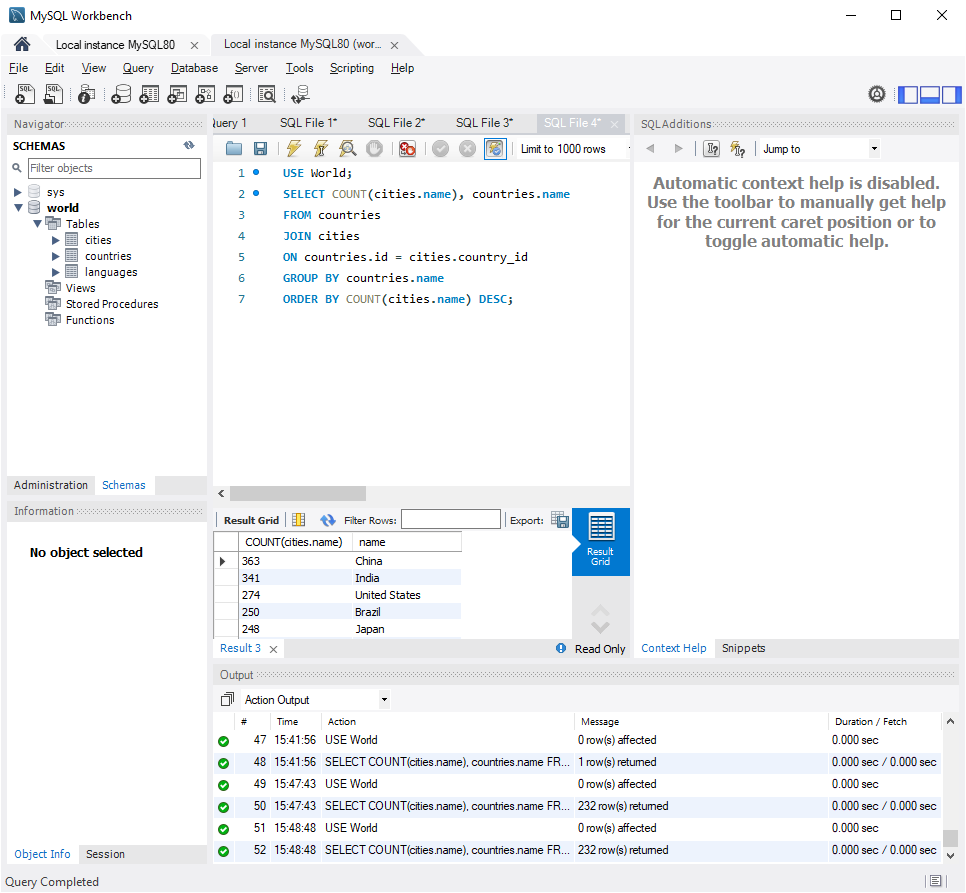 MySQL Workbench
Local instance MySQL80
Local instance MySQL80 (wor...
File Edit View Query Database Server Tools Scripting Help
Navigator
SCHEMAS
Filter objects
sys
world
Tables
cities
countries
languages
Views
Stored Procedures
Functions
Administration Schemas
Information
No object selected
Object Info Session
Query 1 SQL File 1* SQL File 2* SQL File 3* SQL File 4*
Limit to 1000 rows
1 USE World;
2 SELECT COUNT(cities.name), countries.name
3 FROM countries
4 JOIN cities
5 ON countries.id = cities.country_id
6 GROUP BY countries.name
7 ORDER BY COUNT(cities.name) DESC;
Result Grid Filter Rows: Export:
COUNT(cities.name) name
363 China
341 India
274 United States
250 Brazil
248 Japan
Result
Grid
Result 3 Read Only
SQLAdditions
Jump to
Automatic context help is disabled.
Use the toolbar to manually get help
for the current caret position or to
toggle automatic help.
Context Help Snippets
Output
Action Output
# Time Action Message Duration / Fetch
47 15:41:56 USE World 0 row(s) affected 0.000 sec
48 15:41:56 SELECT COUNT(cities.name), countries.name FR... 1 row(s) returned 0.000 sec / 0.000 sec
49 15:47:43 USE World 0 row(s) affected 0.000 sec
50 15:47:43 SELECT COUNT(cities.name), countries.name FR... 232 row(s) returned 0.000 sec / 0.000 sec
51 15:48:48 USE World 0 row(s) affected 0.000 sec
52 15:48:48 SELECT COUNT(cities.name), countries.name FR... 232 row(s) returned 0.000 sec / 0.000 sec
Query Completed